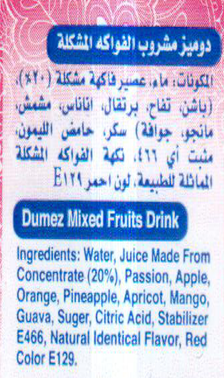 دوميز مشروب الفواكه المشكلة
المكونات: ماء، عصير فاكهة مشكلة (٢٠٪)،
(باشن، تفاح، برتقال، اناناس، مشمش،
مانجو، جوافة) سكر، حامض الليمون،
مثبت أي ٤٦٦، نكهة الفواكه المشكلة
المماثلة للطبيعة، لون احمر E١٢٩
Dumez Mixed Fruits Drink
Ingredients: Water, Juice Made From
Concentrate (20%), Passion, Apple,
Orange, Pineapple, Apricot, Mango,
Guava, Suger, Citric Acid, Stabilizer
E466, Natural Identical Flavor, Red
Color E129.